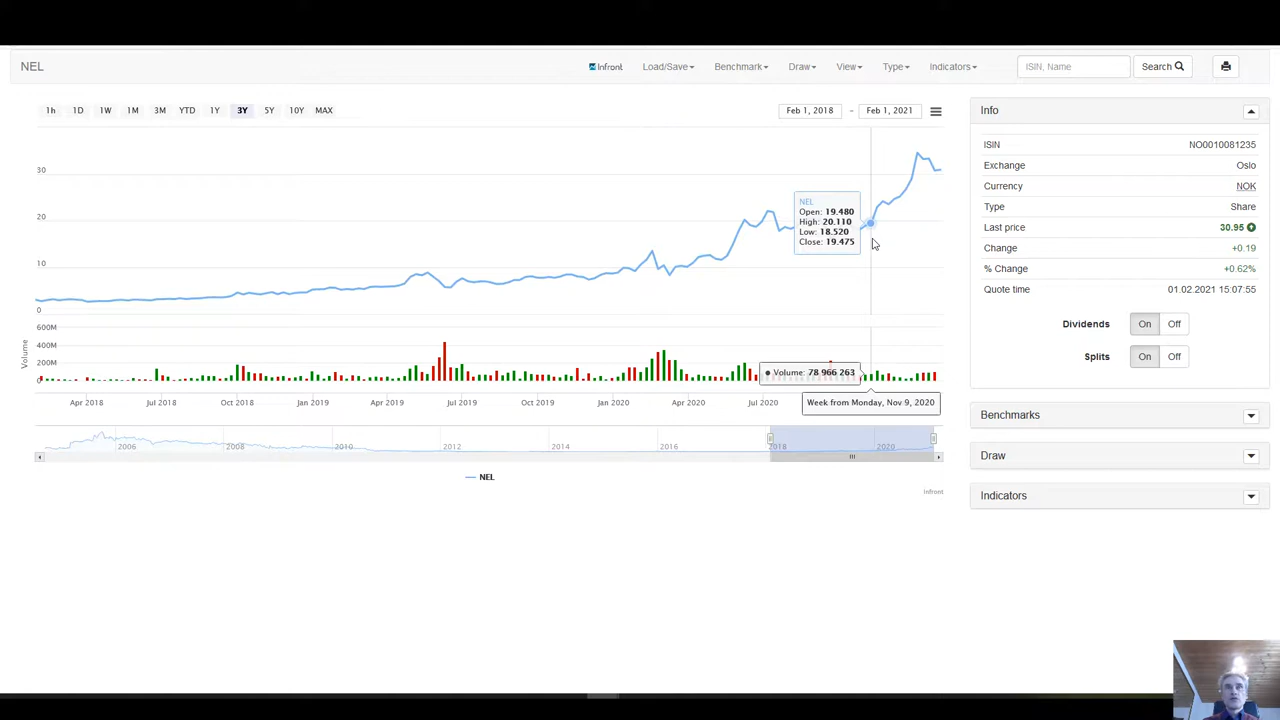 NEL
Infront
Load/Save
Benchmark
Draw
View
Type
Indicators
ISIN, Name
Search
1h 1D 1W 1M 3M YTD 1Y 3Y 5Y 10Y MAX
Feb 1, 2018 – Feb 1, 2021
30
20
10
0
NEL
Open: 19.480
High: 20.110
Low: 18.520
Close: 19.475
600M
400M
200M
0
Volume
Volume: 78 966 263
Apr 2018 Jul 2018 Oct 2018 Jan 2019 Apr 2019 Jul 2019 Oct 2019 Jan 2020 Apr 2020 Jul 2020
Week from Monday, Nov 9, 2020
2006 2008 2010 2012 2014 2016 2018 2020
NEL
Infront
Info
ISIN NO0010081235
Exchange Oslo
Currency NOK
Type Share
Last price 30.95
Change +0.19
% Change +0.62%
Quote time 01.02.2021 15:07:55
Dividends On Off
Splits On Off
Benchmarks
Draw
Indicators